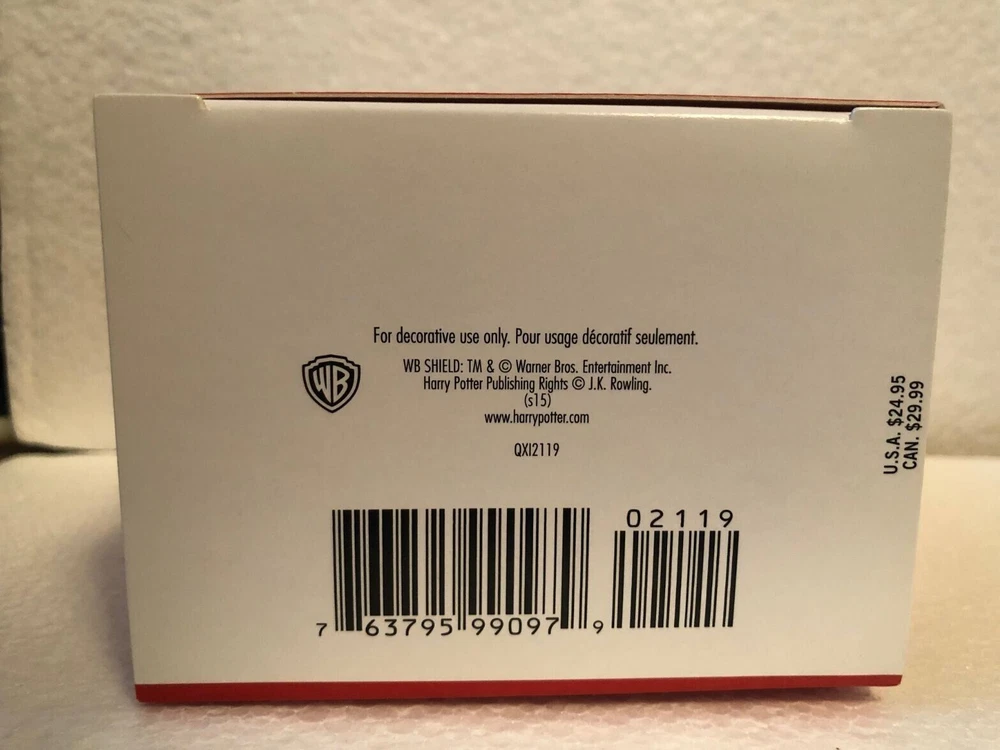 For decorative use only. Pour usage décoratif seulement.
WB
WB SHIELD: TM & © Warner Bros. Entertainment Inc.
Harry Potter Publishing Rights © J.K. Rowling.
(s15)
www.harrypotter.com
QXI2119
U.S.A. $24.95
CAN. $29.99
02119
7 63795 99097 9